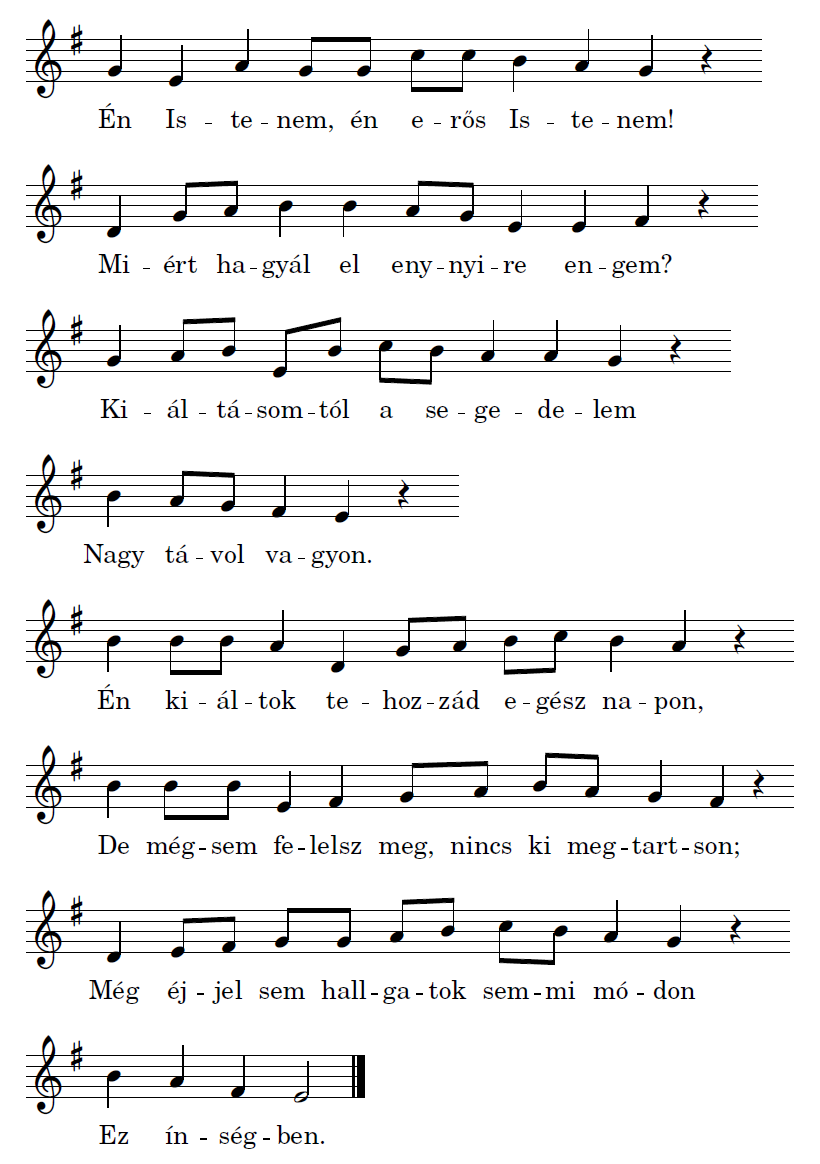 Én Is - te - nem, én e - rős Is - te - nem!
Mi - ért ha - gyál el eny - nyi - re en - gem?
Ki - ál - tá - som - tól a se - ge - de - lem
Nagy tá - vol va - gyon.
Én ki - ál - tok te - hoz - zád e - gész na - pon,
De még - sem fe - lelsz meg, nincs ki meg - tart - son;
Még éj - jel sem hall - ga - tok sem - mi mó - don
Ez ín - ség - ben.